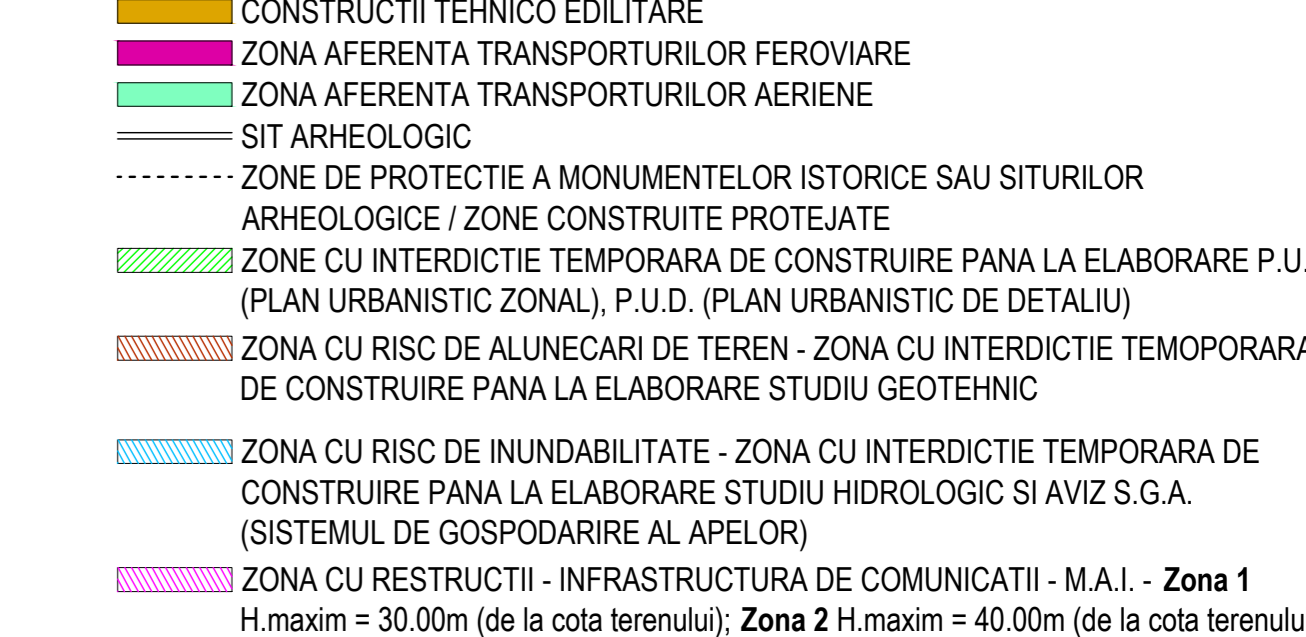 CONSTRUCTII TEHNICO EDILITARE
ZONA AFERENTA TRANSPORTURILOR FEROVIARE
ZONA AFERENTA TRANSPORTURILOR AERIENE
SIT ARHEOLOGIC
ZONE DE PROTECTIE A MONUMENTELOR ISTORICE SAU SITURILOR
ARHEOLOGICE / ZONE CONSTRUITE PROTEJATE
ZONE CU INTERDICTIE TEMPORARA DE CONSTRUIRE PANA LA ELABORARE P.U.
(PLAN URBANISTIC ZONAL), P.U.D. (PLAN URBANISTIC DE DETALIU)
ZONA CU RISC DE ALUNECARI DE TEREN - ZONA CU INTERDICTIE TEMOPORARA
DE CONSTRUIRE PANA LA ELABORARE STUDIU GEOTEHNIC
ZONA CU RISC DE INUNDABILITATE - ZONA CU INTERDICTIE TEMPORARA DE
CONSTRUIRE PANA LA ELABORARE STUDIU HIDROLOGIC SI AVIZ S.G.A.
(SISTEMUL DE GOSPODARIRE AL APELOR)
ZONA CU RESTRUCTII - INFRASTRUCTURA DE COMUNICATII - M.A.I. - Zona 1
H.maxim = 30.00m (de la cota terenului); Zona 2 H.maxim = 40.00m (de la cota terenulu